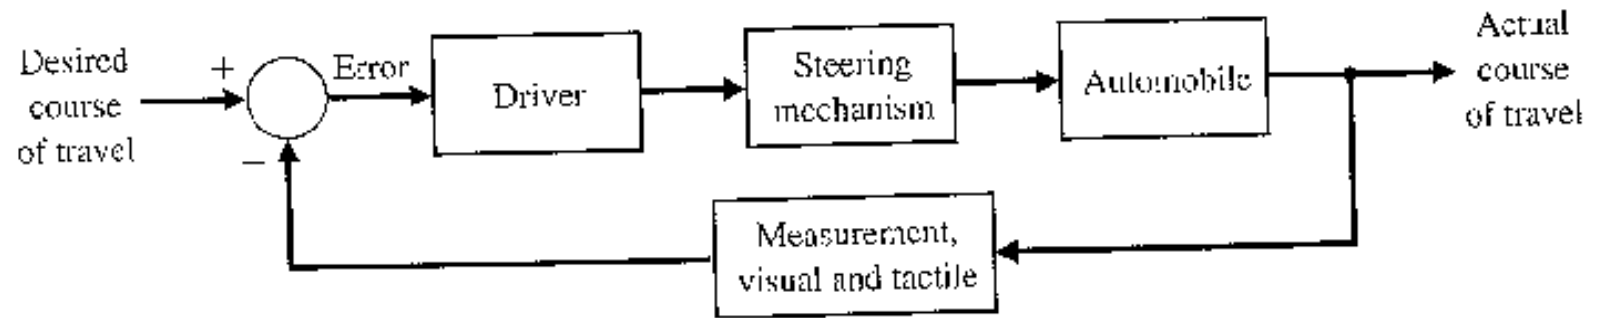 Desired
course
of travel
+
−
Error
Driver
Steering
mechanism
Automobile
Actual
course
of travel
Measurement,
visual and tactile